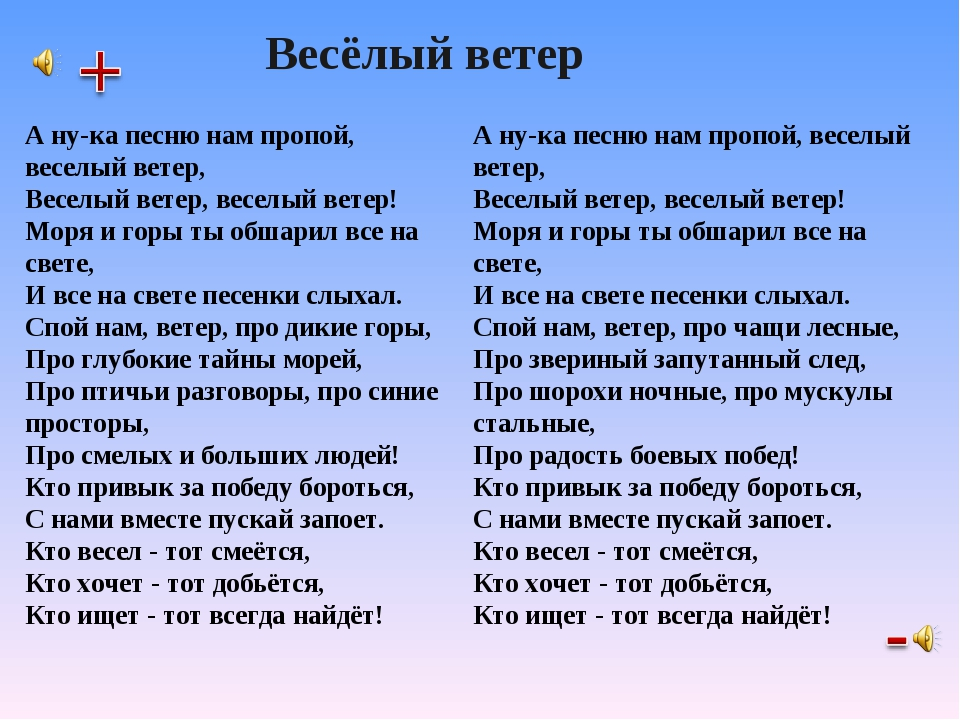 Весёлый ветер
А ну-ка песню нам пропой,
веселый ветер,
Веселый ветер, веселый ветер!
Моря и горы ты обшарил все на
свете,
И все на свете песенки слыхал.
Спой нам, ветер, про дикие горы,
Про глубокие тайны морей,
Про птичьи разговоры, про синие
просторы,
Про смелых и больших людей!
Кто привык за победу бороться,
С нами вместе пускай запоет.
Кто весел - тот смеётся,
Кто хочет - тот добьётся,
Кто ищет - тот всегда найдёт!
А ну-ка песню нам пропой, веселый
ветер,
Веселый ветер, веселый ветер!
Моря и горы ты обшарил все на
свете,
И все на свете песенки слыхал.
Спой нам, ветер, про чащи лесные,
Про звериный запутанный след,
Про шорохи ночные, про мускулы
стальные,
Про радость боевых побед!
Кто привык за победу бороться,
С нами вместе пускай запоет.
Кто весел - тот смеётся,
Кто хочет - тот добьётся,
Кто ищет - тот всегда найдёт!